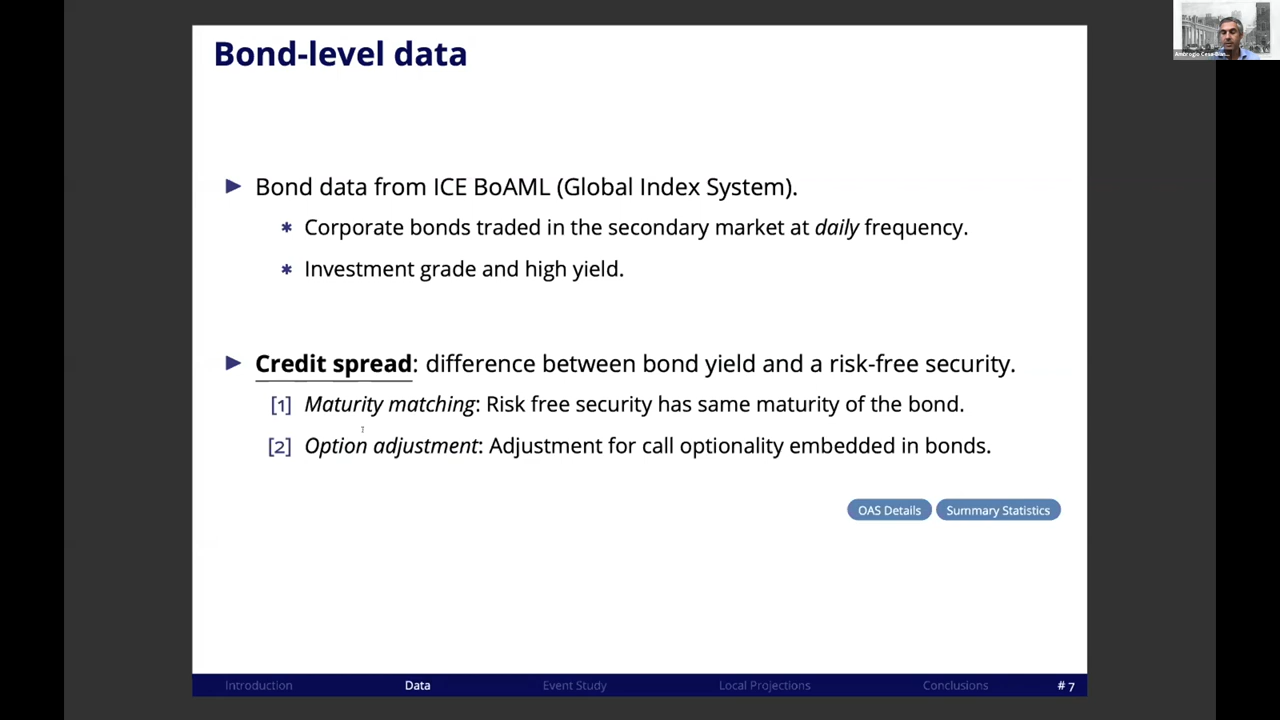 Bond-level data
Ambrogio Cesa-Bian...
▶ Bond data from ICE BoAML (Global Index System).
* Corporate bonds traded in the secondary market at daily frequency.
* Investment grade and high yield.
▶ Credit spread: difference between bond yield and a risk-free security.
[1] Maturity matching: Risk free security has same maturity of the bond.
[2] Option adjustment: Adjustment for call optionality embedded in bonds.
OAS Details Summary Statistics
Introduction Data Event Study Local Projections Conclusions # 7